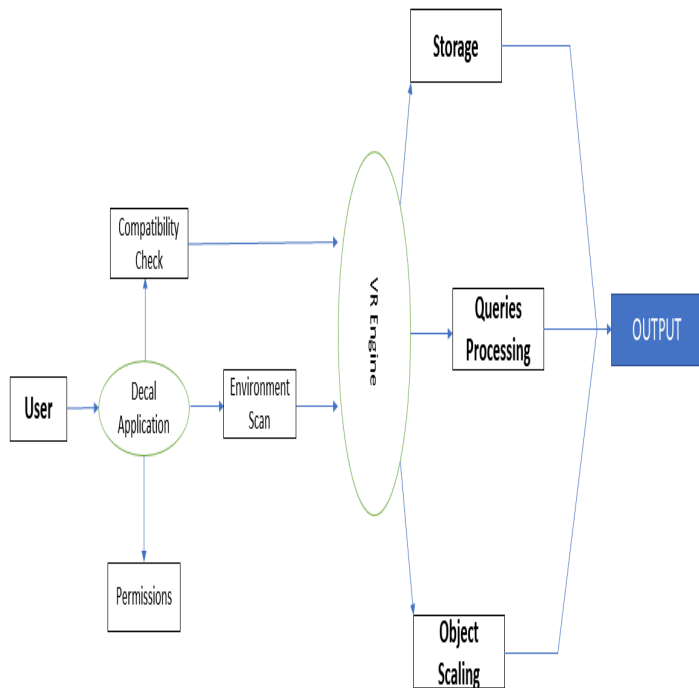 Storage
Compatibility
Check
VR Engine
Queries
Processing
OUTPUT
User
Decal
Application
Environment
Scan
Permissions
Object
Scaling